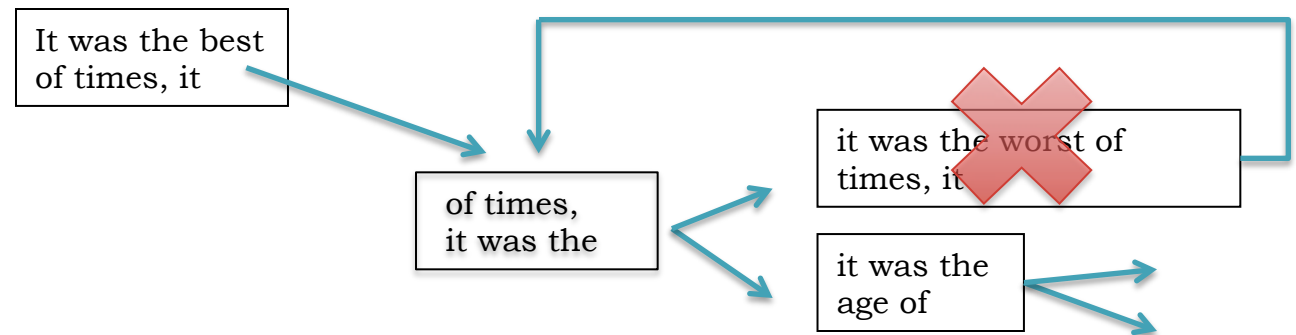 It was the best
of times, it
of times,
it was the
it was the worst of
times, it
it was the
age of